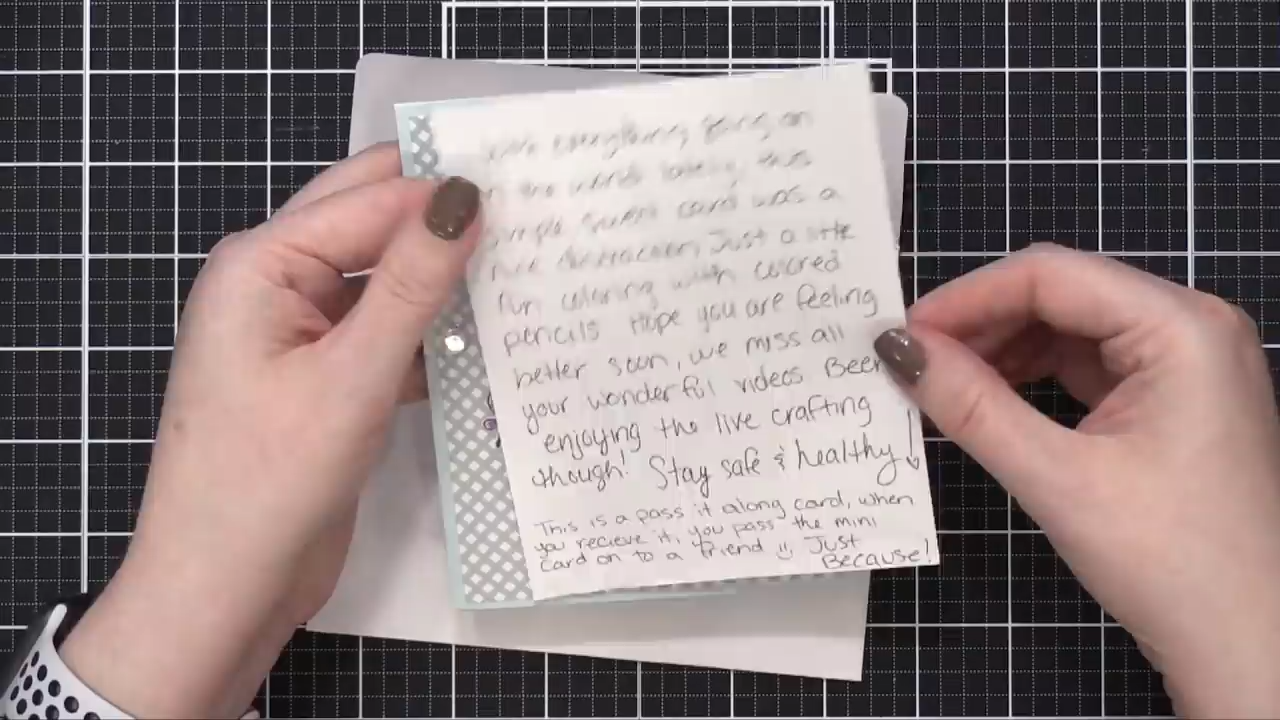 with everything going on
in the world lately, this
simple sweet card was a
nice distraction, Just a little
fun coloring with colored
pencils Hope you are feeling
better soon, we miss all
your wonderful videos Been
enjoying the live crafting
though! Stay safe & healthy
This is a pass it along card, when
you recieve it, you pass the mini
card on to a friend :) Just
Because!